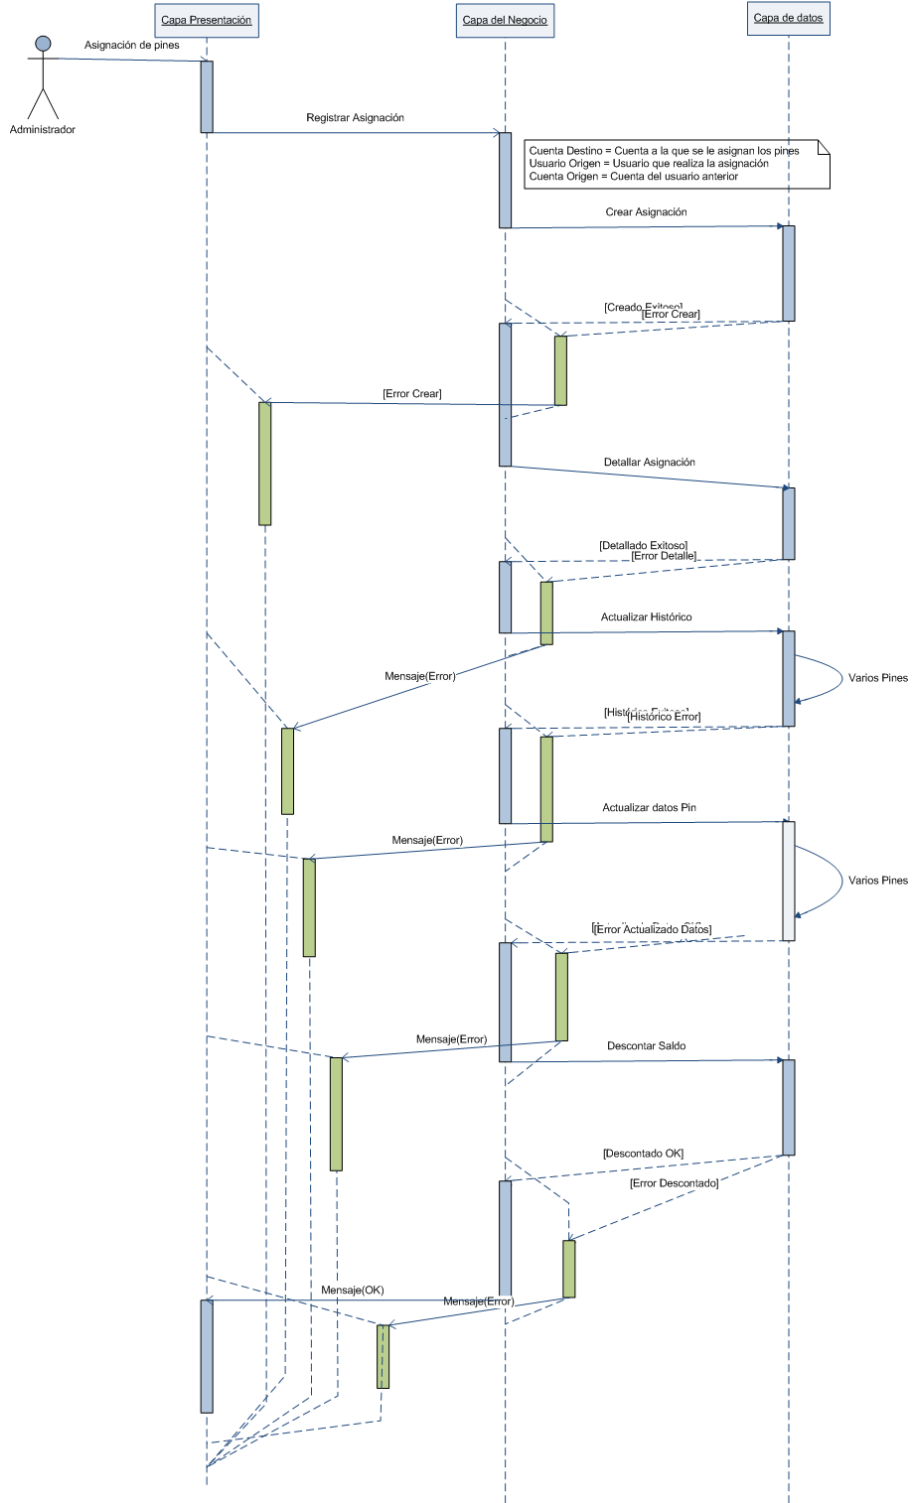 Capa Presentación
Capa del Negocio
Capa de datos
Asignación de pines
Administrador
Registrar Asignación
Cuenta Destino = Cuenta a la que se le asignan los pines
Usuario Origen = Usuario que realiza la asignación
Cuenta Origen = Cuenta del usuario anterior
Crear Asignación
[Creado Exitoso]
[Error Crear]
[Error Crear]
Detallar Asignación
[Detallado Exitoso]
[Error Detalle]
Actualizar Histórico
Mensaje(Error)
Varios Pines
[Histórico Error]
Actualizar datos Pin
Mensaje(Error)
Varios Pines
[Error Actualizado Datos]
Mensaje(Error)
Descontar Saldo
[Descontado OK]
[Error Descontado]
Mensaje(OK)
Mensaje(Error)